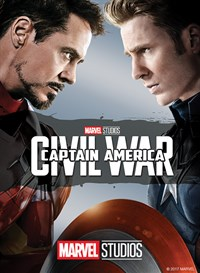 MARVEL STUDIOS
CAPTAIN AMERICA
CIVIL WAR
MARVEL STUDIOS
© 2017 MARVEL